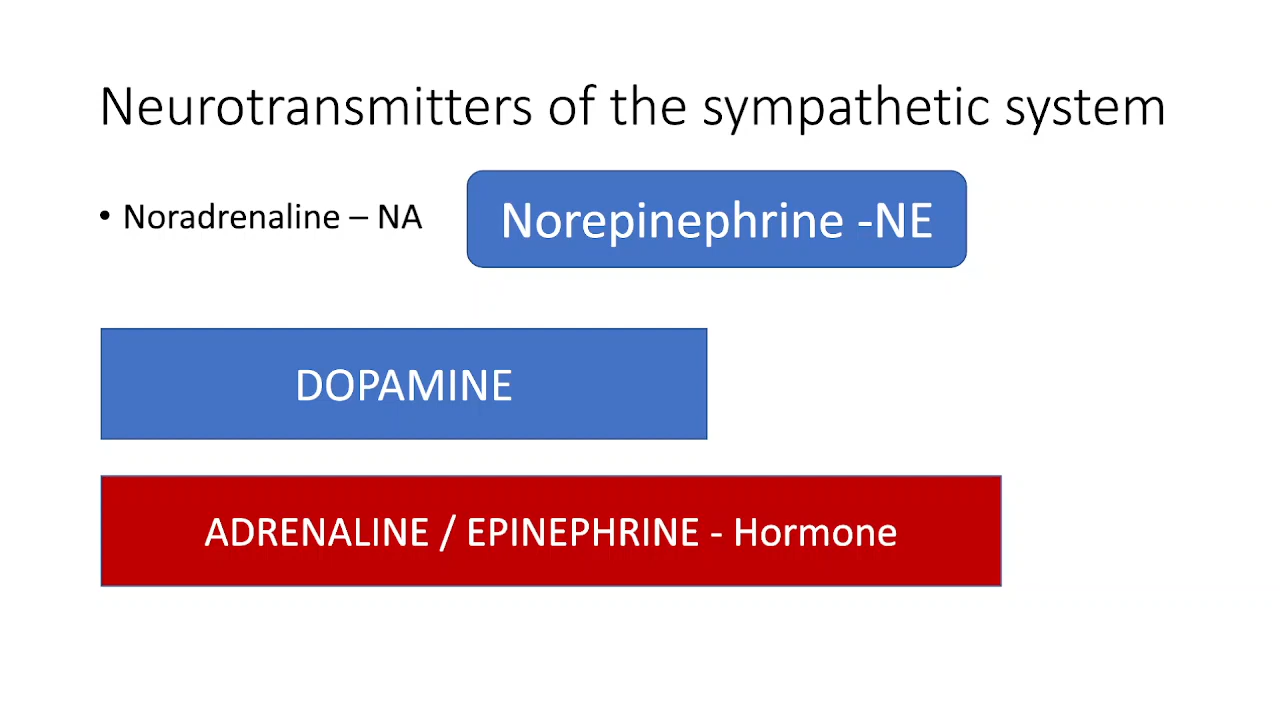 Neurotransmitters of the sympathetic system
• Noradrenaline – NA
Norepinephrine -NE
DOPAMINE
ADRENALINE / EPINEPHRINE - Hormone